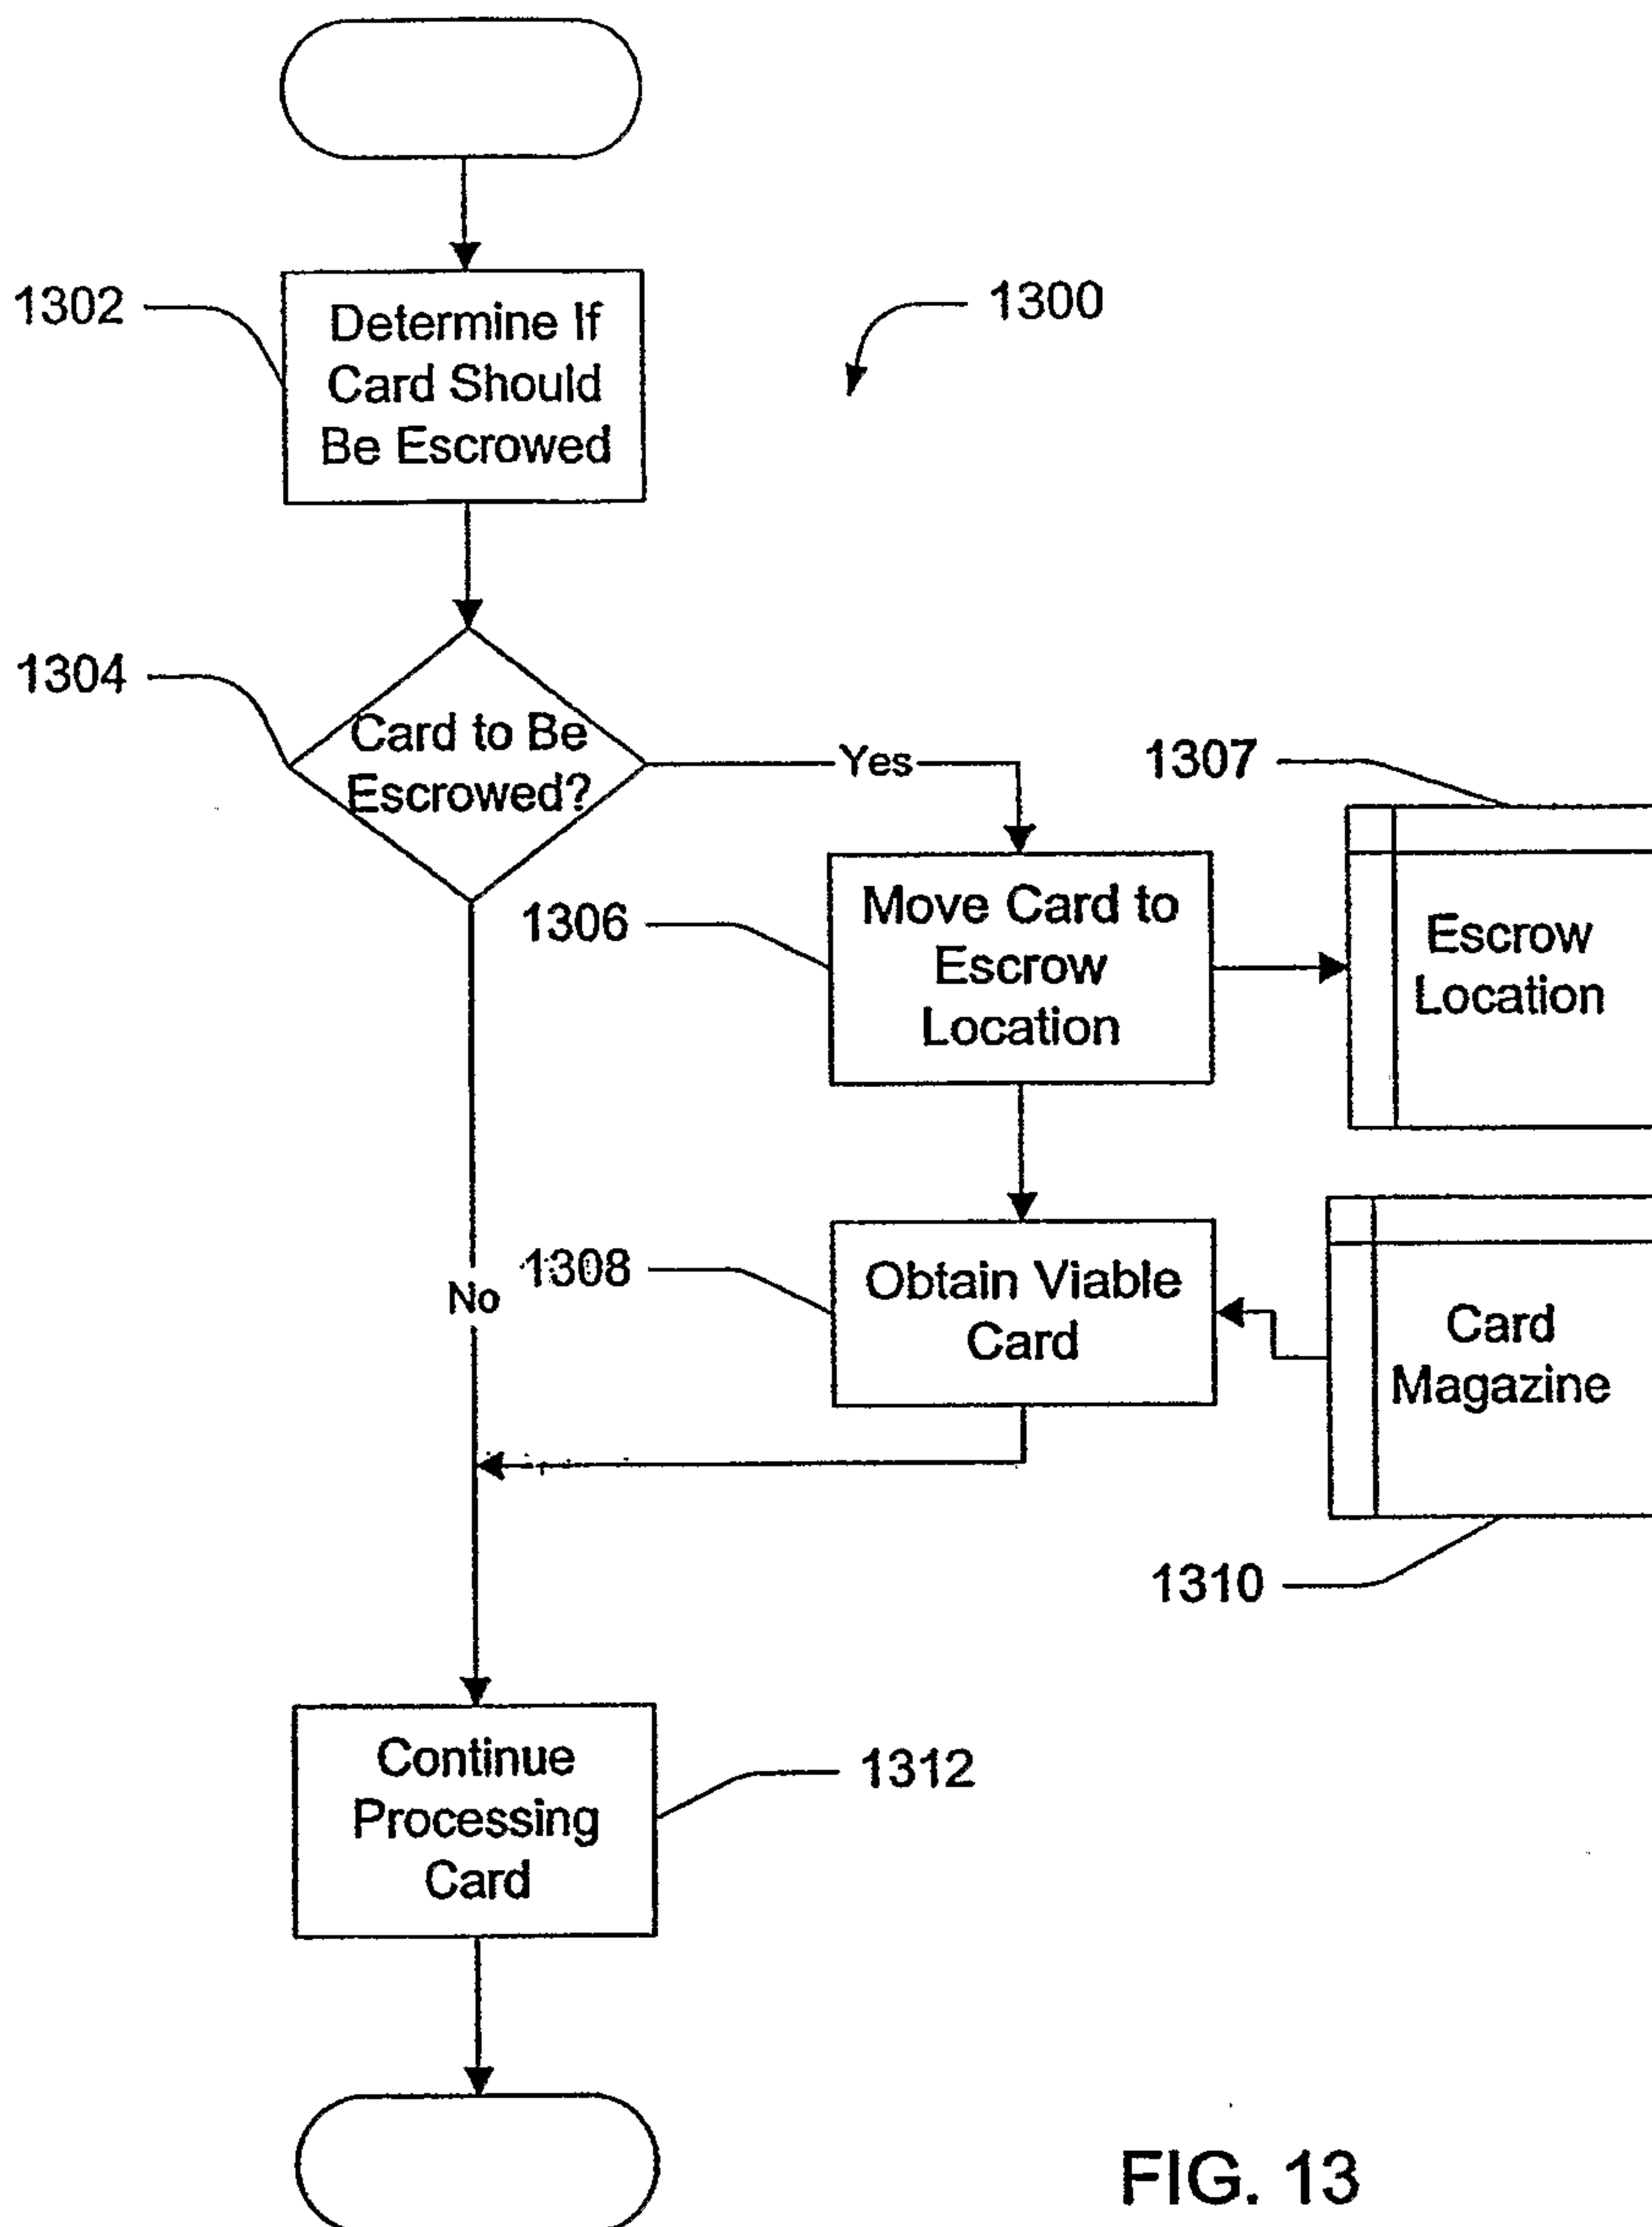 1302
Determine If
Card Should
Be Escrowed
1300
1304
Card to Be
Escrowed?
Yes
1307
1306
Move Card to
Escrow
Location
Escrow
Location
No
1308
Obtain Viable
Card
Card
Magazine
1310
Continue
Processing
Card
1312
FIG. 13